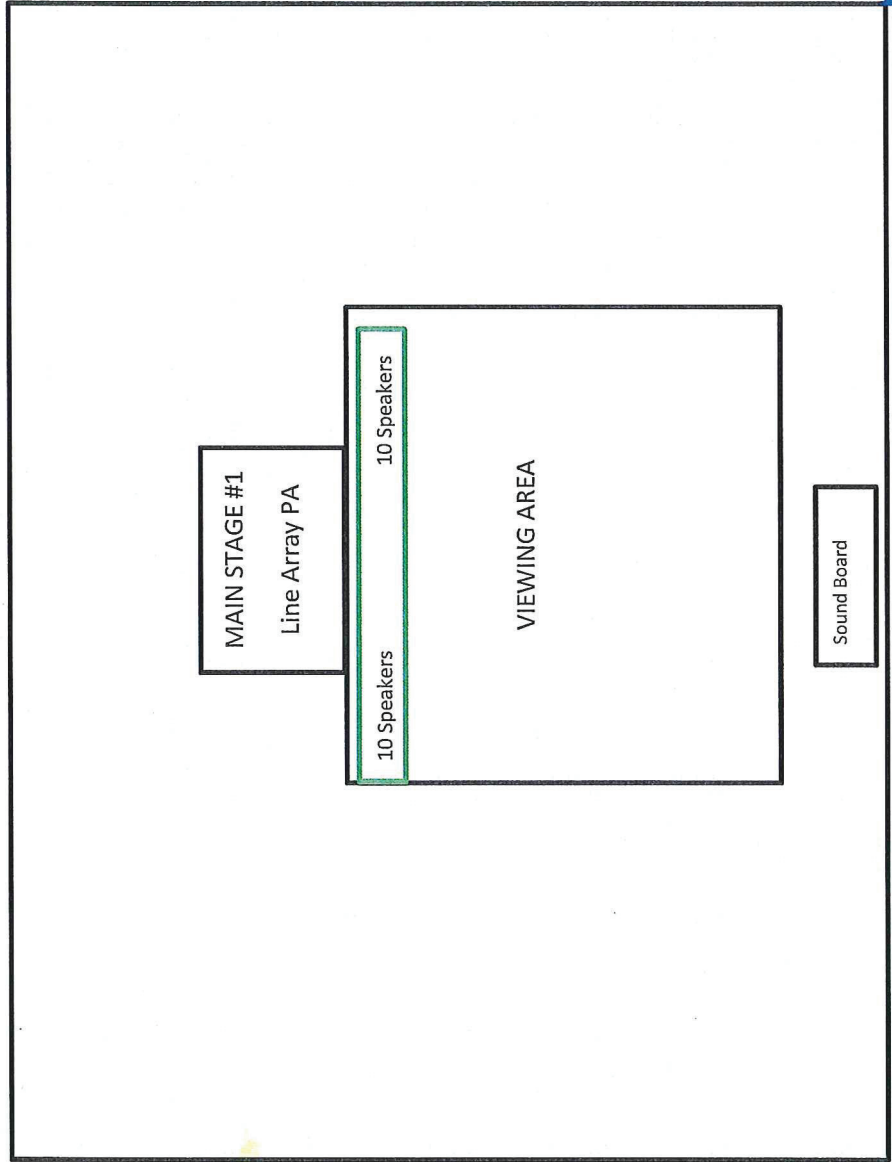 MAIN STAGE #1
Line Array PA
10 Speakers
10 Speakers
VIEWING AREA
Sound Board